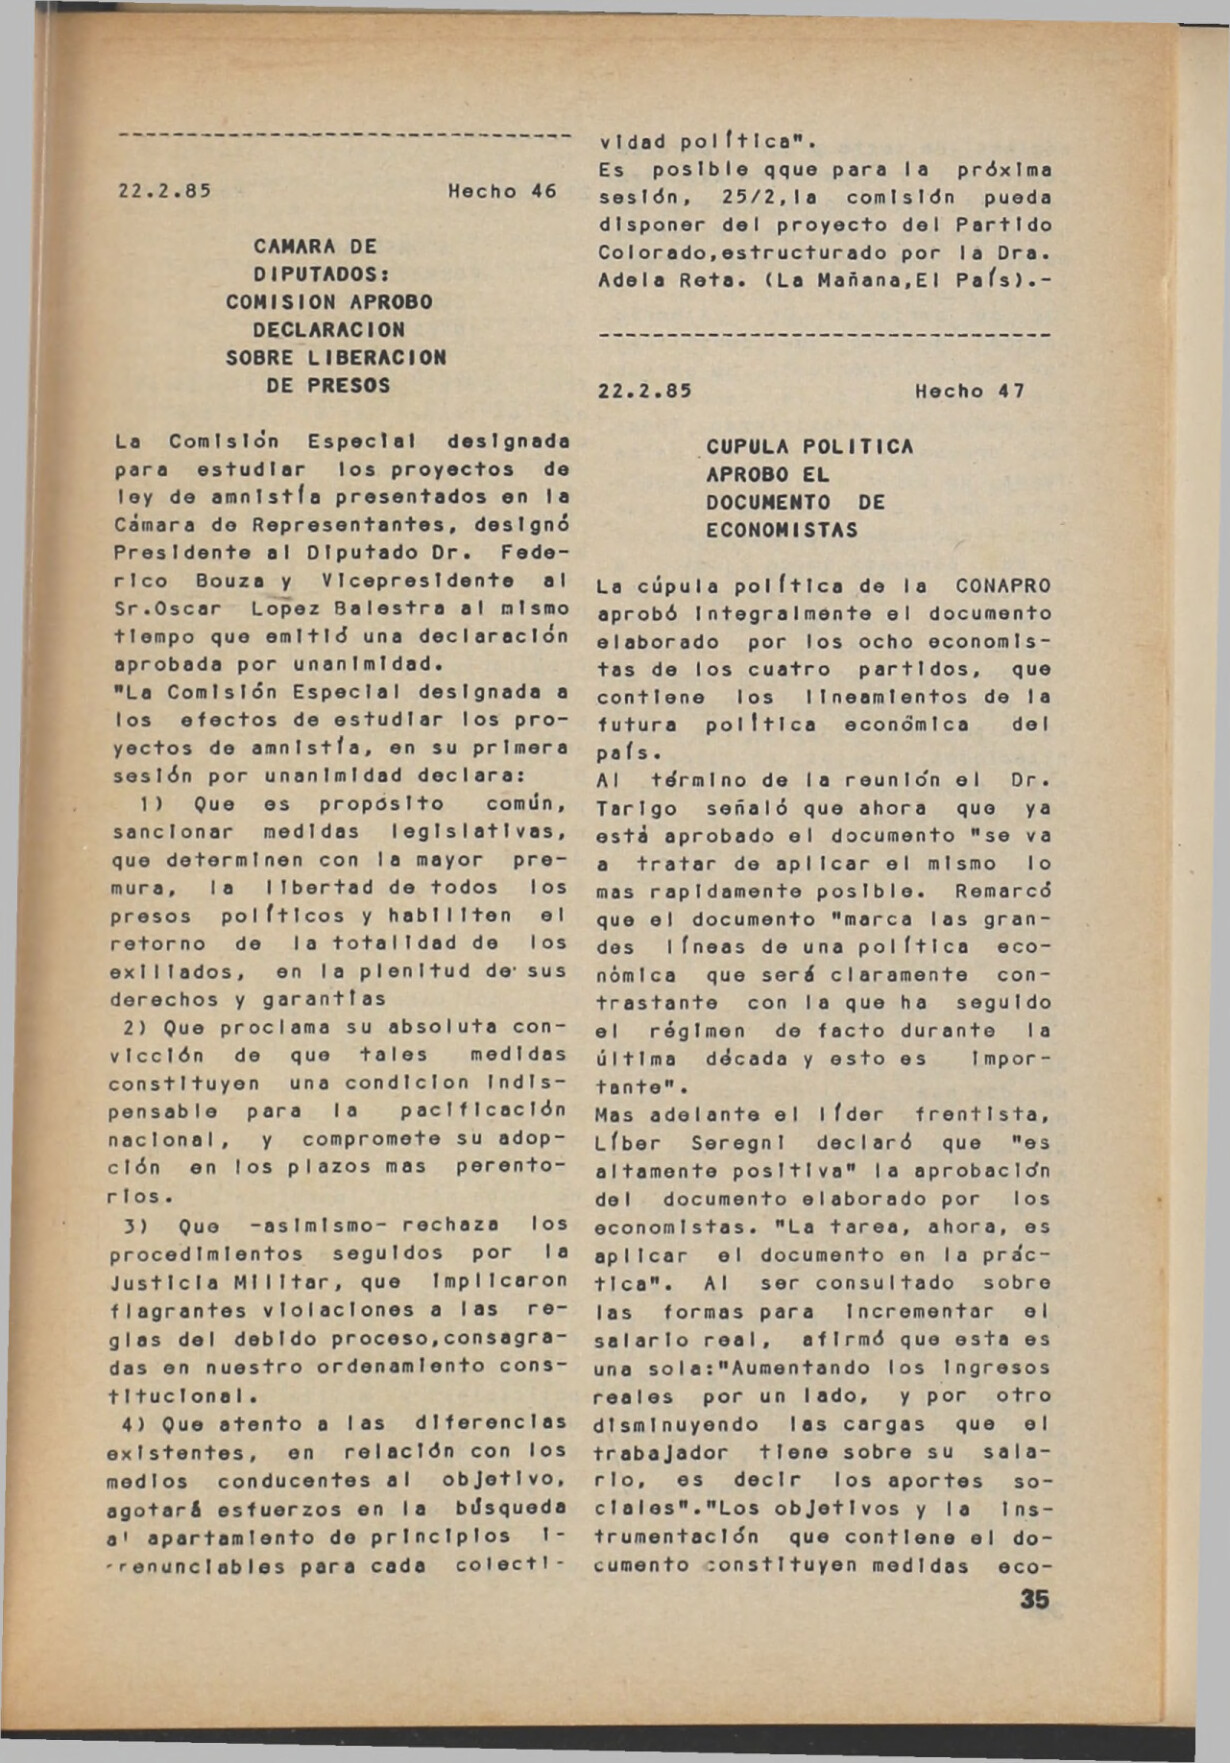 22.2.85 Hecho 46
CAMARA DE
DIPUTADOS:
COMISION APROBO
DECLARACION
SOBRE LIBERACION
DE PRESOS
La Comisión Especial designada
para estudiar los proyectos de
ley de amnistía presentados en la
Cámara de Representantes, designó
Presidente al Diputado Dr. Fede-
rico Bouza y Vicepresidente al
Sr.Oscar Lopez Balestra al mismo
tiempo que emitió una declaración
aprobada por unanimidad.
"La Comisión Especial designada a
los efectos de estudiar los pro-
yectos de amnistía, en su primera
sesión por unanimidad declara:
1) Que es propósito común,
sancionar medidas legislativas,
que determinen con la mayor pre-
mura, la libertad de todos los
presos políticos y habiliten el
retorno de la totalidad de los
exiliados, en la plenitud de sus
derechos y garantias
2) Que proclama su absoluta con-
vicción de que tales medidas
constituyen una condicion indis-
pensable para la pacificación
nacional, y compromete su adop-
ción en los plazos mas perento-
rios.
3) Que -asimismo- rechaza los
procedimientos seguidos por la
Justicia Militar, que implicaron
flagrantes violaciones a las re-
glas del debido proceso,consagra-
das en nuestro ordenamiento cons-
titucional.
4) Que atento a las diferencias
existentes, en relación con los
medios conducentes al objetivo,
agotará esfuerzos en la búsqueda
a' apartamiento de principios i-
rrenunciables para cada colecti-
vidad política".
Es posible qque para la próxima
sesión, 25/2,la comisión pueda
disponer del proyecto del Partido
Colorado,estructurado por la Dra.
Adela Reta. (La Mañana,El País).-
22.2.85 Hecho 47
CUPULA POLITICA
APROBO EL
DOCUMENTO DE
ECONOMISTAS
La cúpula política de la CONAPRO
aprobó integralmente el documento
elaborado por los ocho economis-
tas de los cuatro partidos, que
contiene los lineamientos de la
futura política económica del
país.
Al término de la reunión el Dr.
Tarigo señaló que ahora que ya
está aprobado el documento "se va
a tratar de aplicar el mismo lo
mas rapidamente posible. Remarcó
que el documento "marca las gran-
des líneas de una política eco-
nómica que será claramente con-
trastante con la que ha seguido
el régimen de facto durante la
última década y esto es impor-
tante".
Mas adelante el líder frentista,
Líber Seregni declaró que "es
altamente positiva" la aprobación
del documento elaborado por los
economistas. "La tarea, ahora, es
aplicar el documento en la prác-
tica". Al ser consultado sobre
las formas para incrementar el
salario real, afirmó que esta es
una sola:"Aumentando los ingresos
reales por un lado, y por otro
disminuyendo las cargas que el
trabajador tiene sobre su sala-
rio, es decir los aportes so-
ciales"."Los objetivos y la ins-
trumentación que contiene el do-
cumento constituyen medidas eco-
35